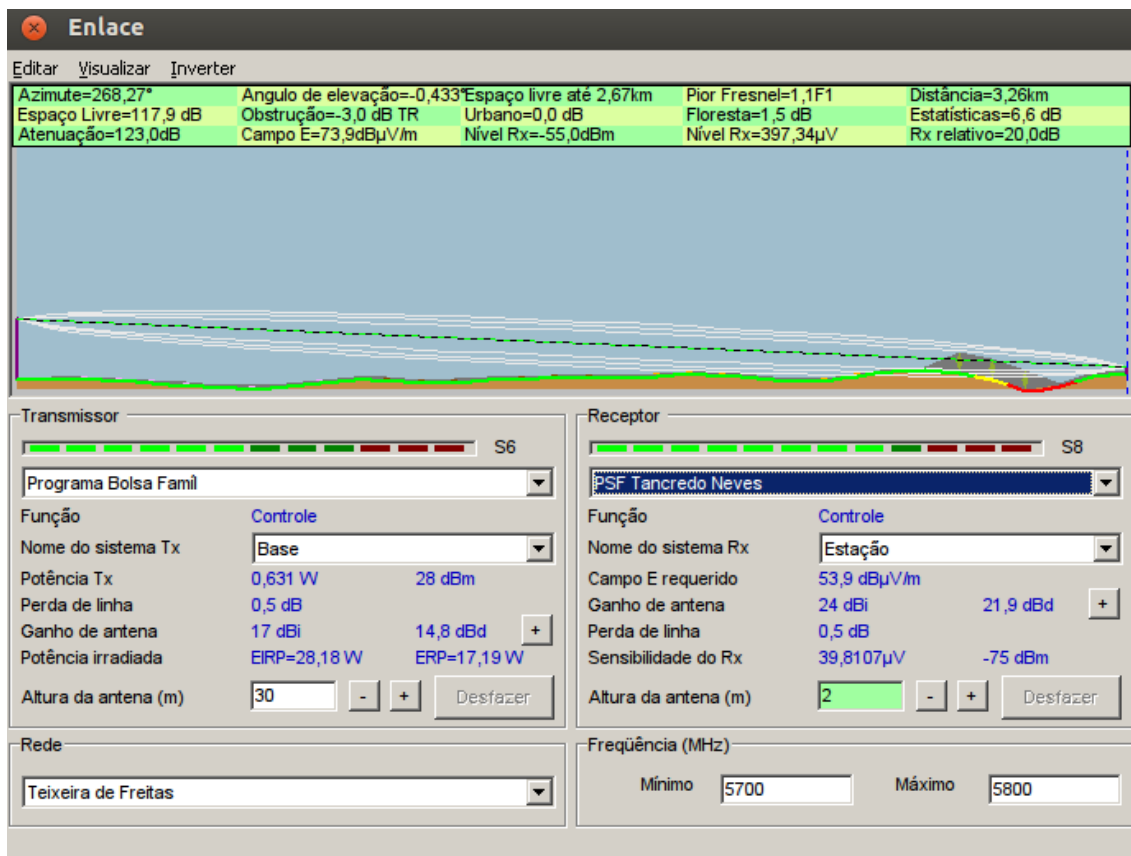 Enlace
Editar Visualizar Inverter
Azimute=268,27° Angulo de elevação=-0,433° Espaço livre até 2,67km Pior Fresnel=1,1F1 Distância=3,26km
Espaço Livre=117,9 dB Obstrução=-3,0 dB TR Urbano=0,0 dB Floresta=1,5 dB Estatísticas=6,6 dB
Atenuação=123,0dB Campo E=73,9dBµV/m Nível Rx=-55,0dBm Nível Rx=397,34µV Rx relativo=20,0dB
Transmissor
S6
Programa Bolsa Famíl
Função Controle
Nome do sistema Tx Base
Potência Tx 0,631 W 28 dBm
Perda de linha 0,5 dB
Ganho de antena 17 dBi 14,8 dBd +
Potência irradiada EIRP=28,18 W ERP=17,19 W
Altura da antena (m) 30 - + Desfazer
Receptor
S8
PSF Tancredo Neves
Função Controle
Nome do sistema Rx Estação
Campo E requerido 53,9 dBµV/m
Ganho de antena 24 dBi 21,9 dBd +
Perda de linha 0,5 dB
Sensibilidade do Rx 39,8107µV -75 dBm
Altura da antena (m) 2 - + Desfazer
Rede
Teixeira de Freitas
Freqüência (MHz)
Mínimo 5700 Máximo 5800